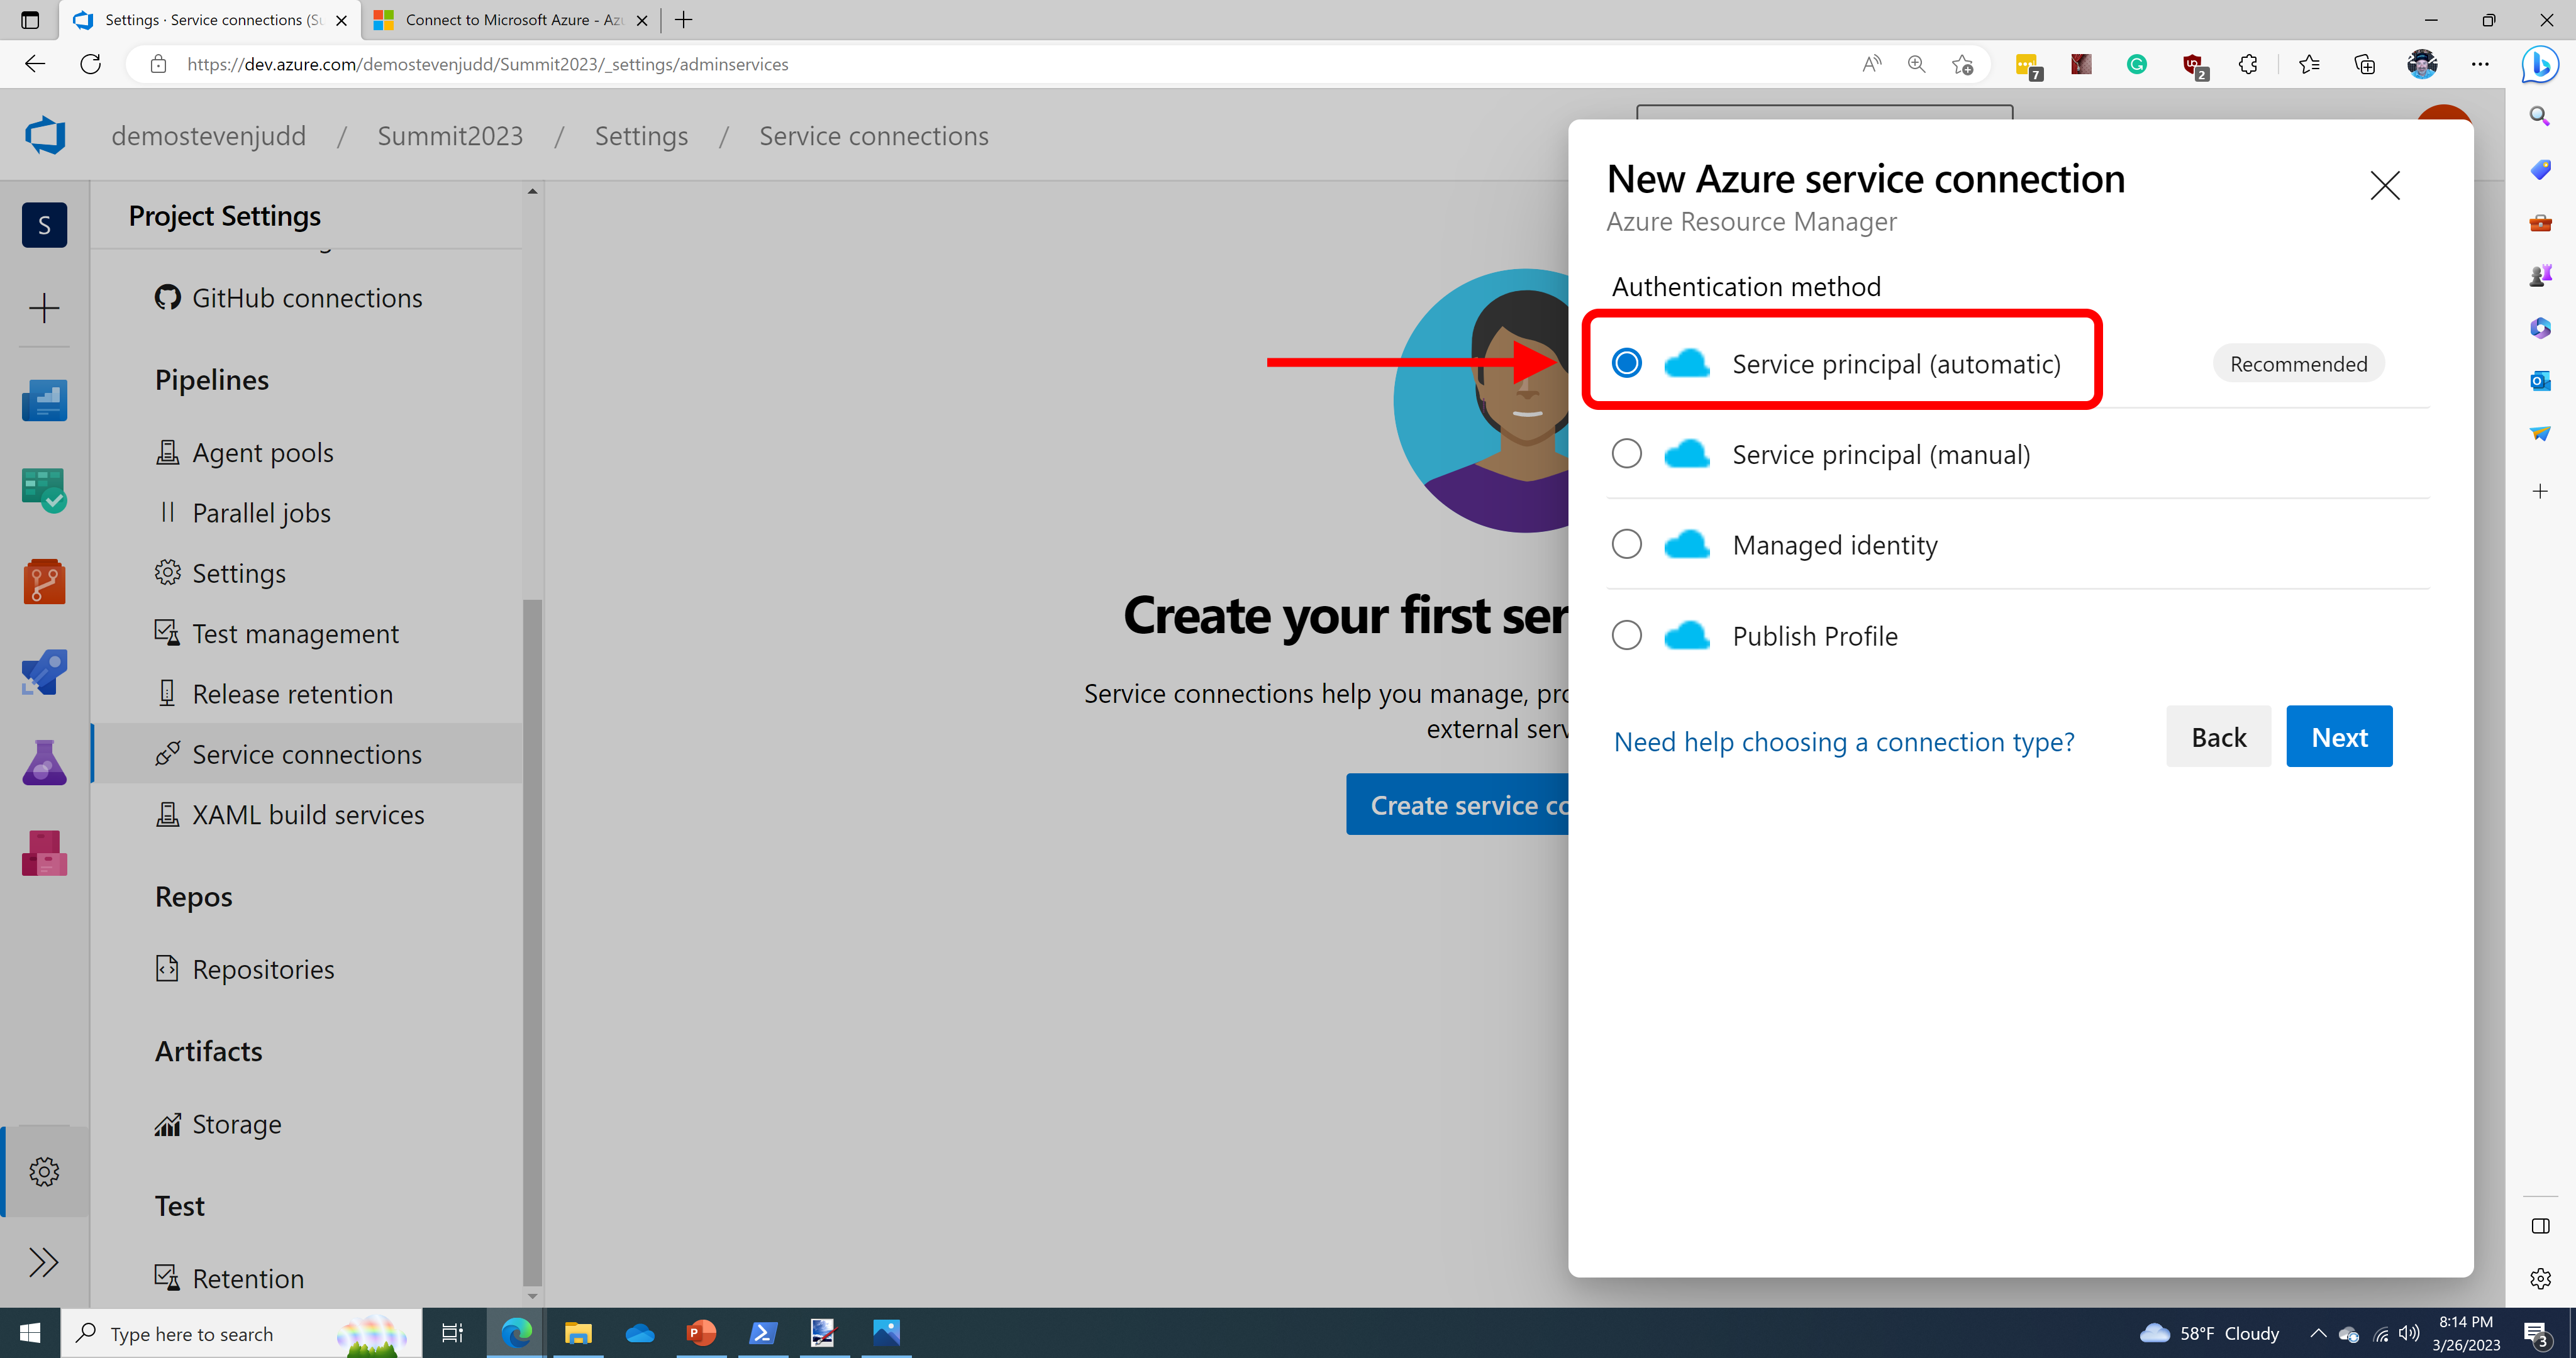 Settings · Service connections (Su
Connect to Microsoft Azure - Azu
https://dev.azure.com/demostevenjudd/Summit2023/_settings/adminservices
7
2
demostevenjudd / Summit2023 / Settings / Service connections
S
Project Settings
GitHub connections
Pipelines
Agent pools
Parallel jobs
Settings
Test management
Release retention
Service connections
XAML build services
Repos
Repositories
Artifacts
Storage
Test
Retention
Create your first ser
Service connections help you manage, pro
external serv
Create service co
New Azure service connection
Azure Resource Manager
Authentication method
Service principal (automatic)
Recommended
Service principal (manual)
Managed identity
Publish Profile
Need help choosing a connection type?
Back
Next
Type here to search
58°F Cloudy
8:14 PM
3/26/2023
3